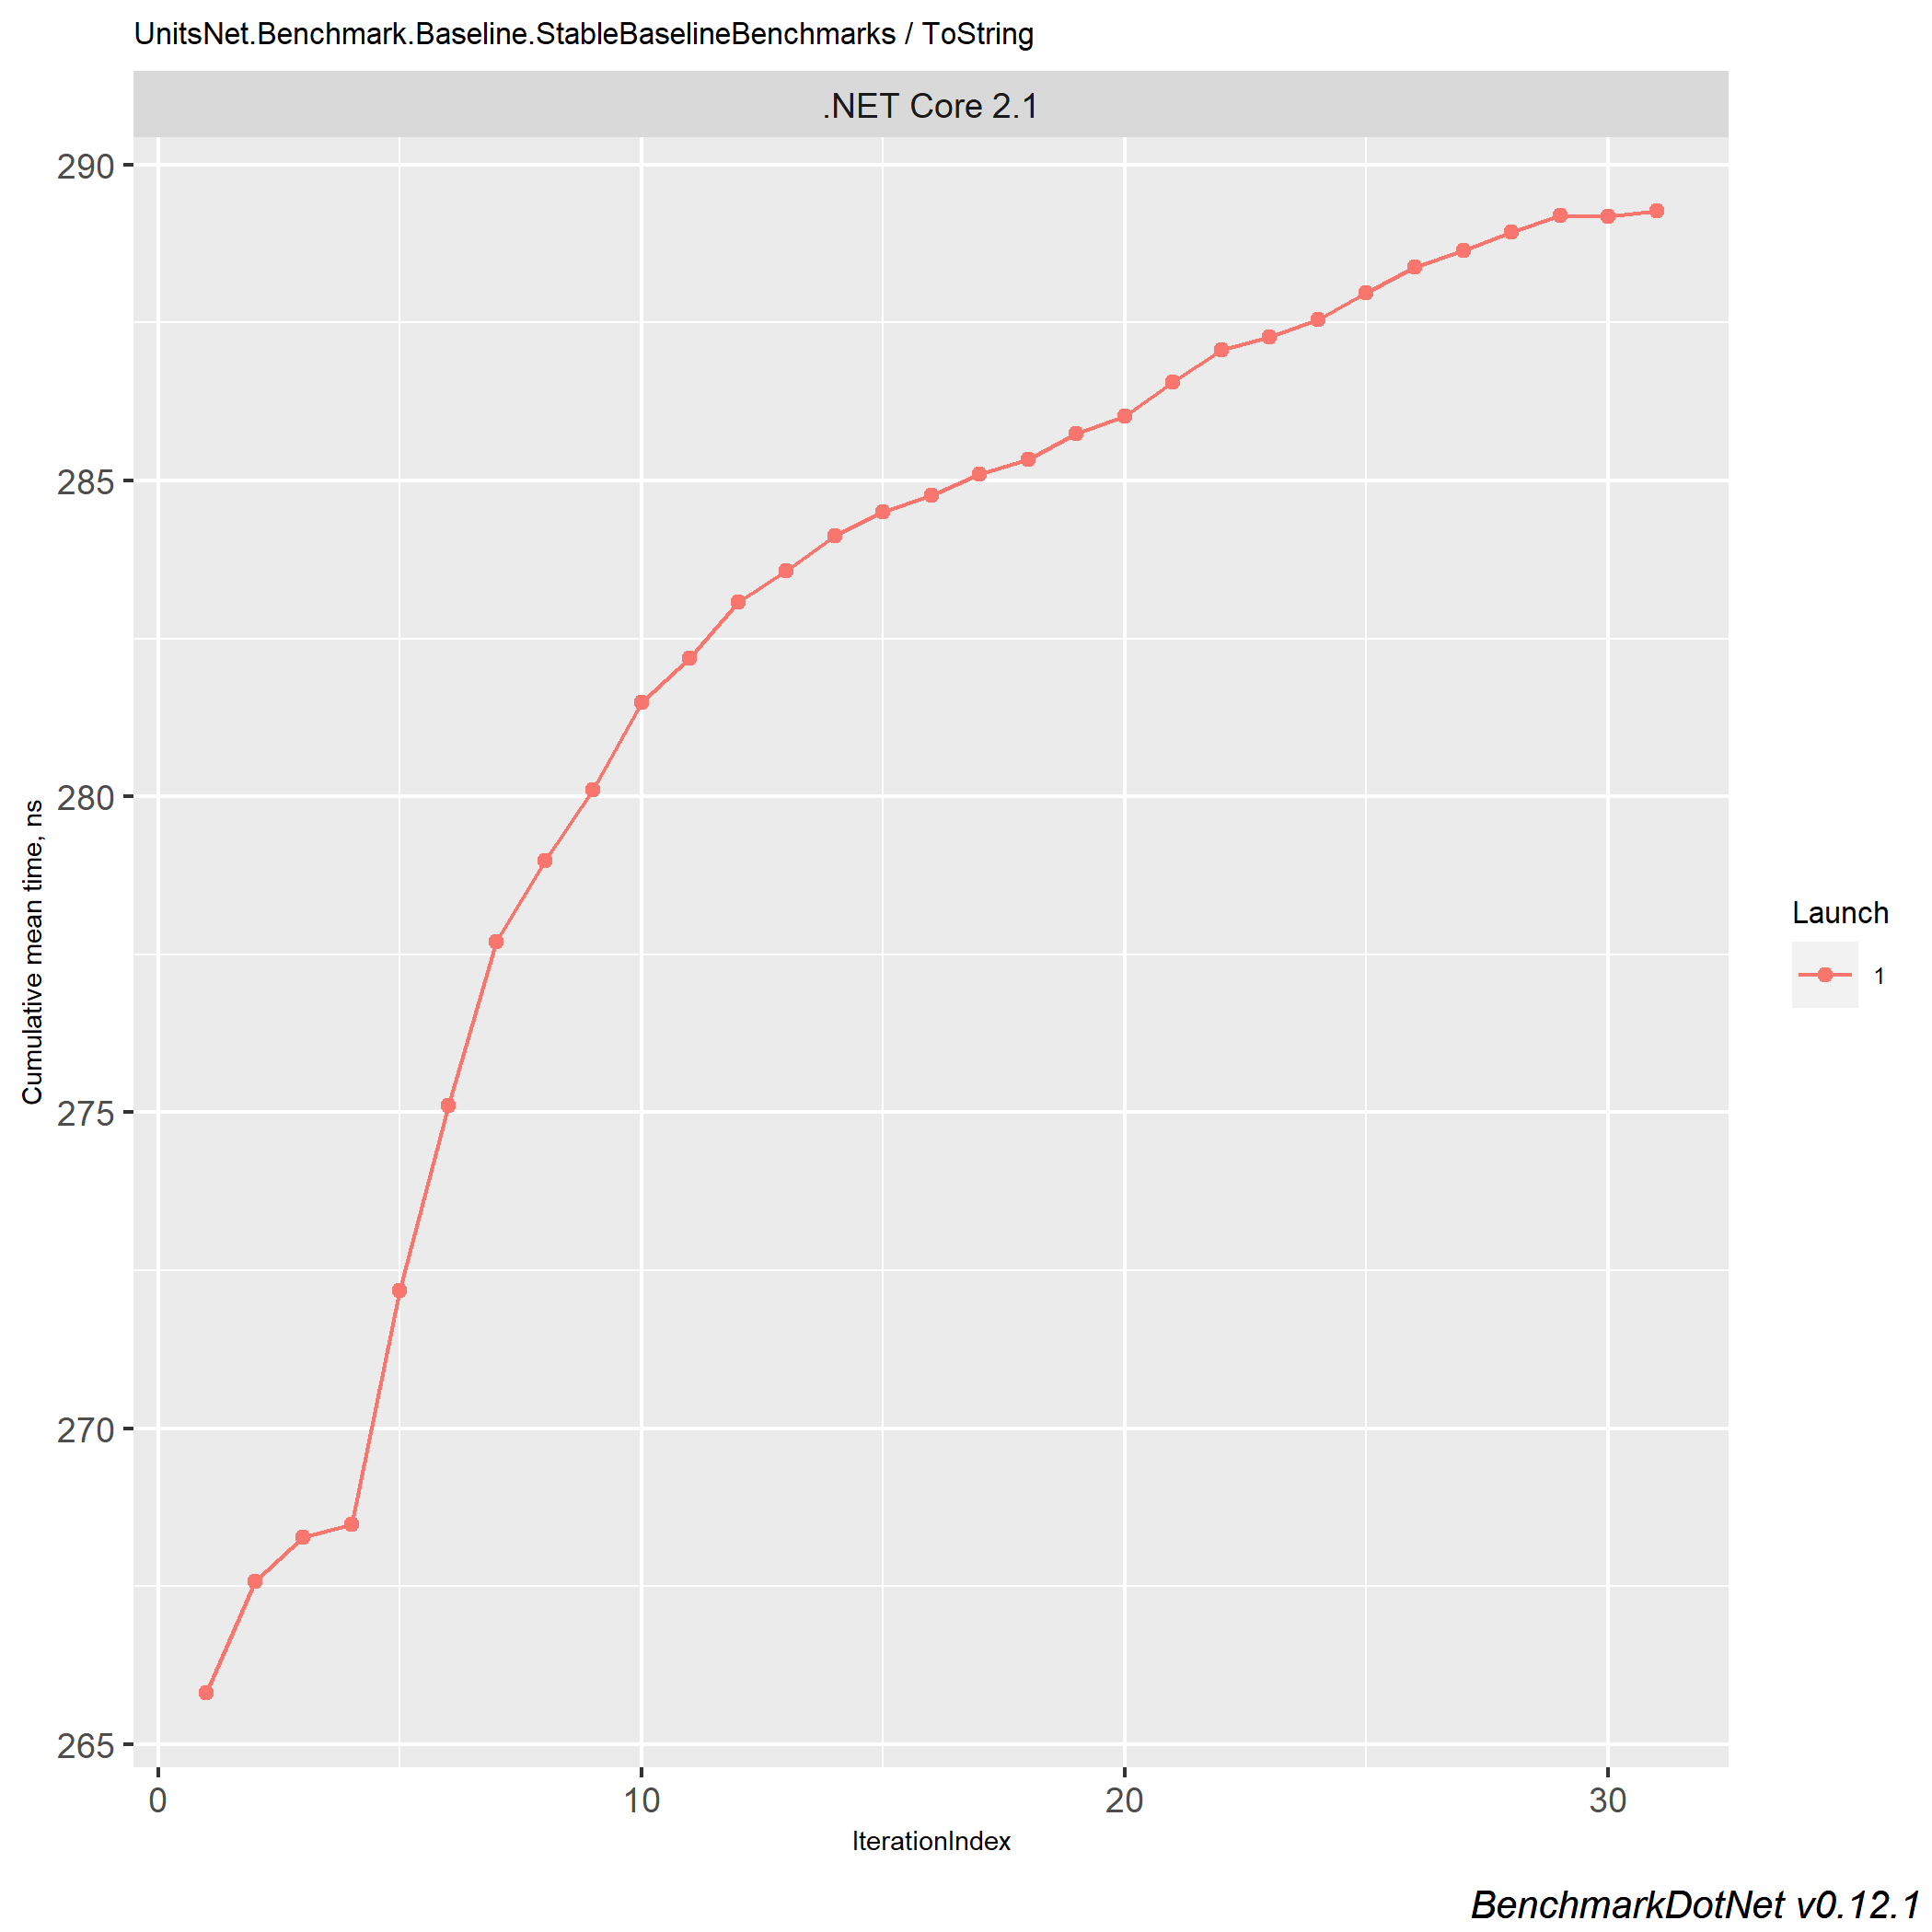 UnitsNet.Benchmark.Baseline.StableBaselineBenchmarks / ToString
.NET Core 2.1
290
285
280
275
270
265
Cumulative mean time, ns
0 10 20 30
IterationIndex
Launch
1
BenchmarkDotNet v0.12.1